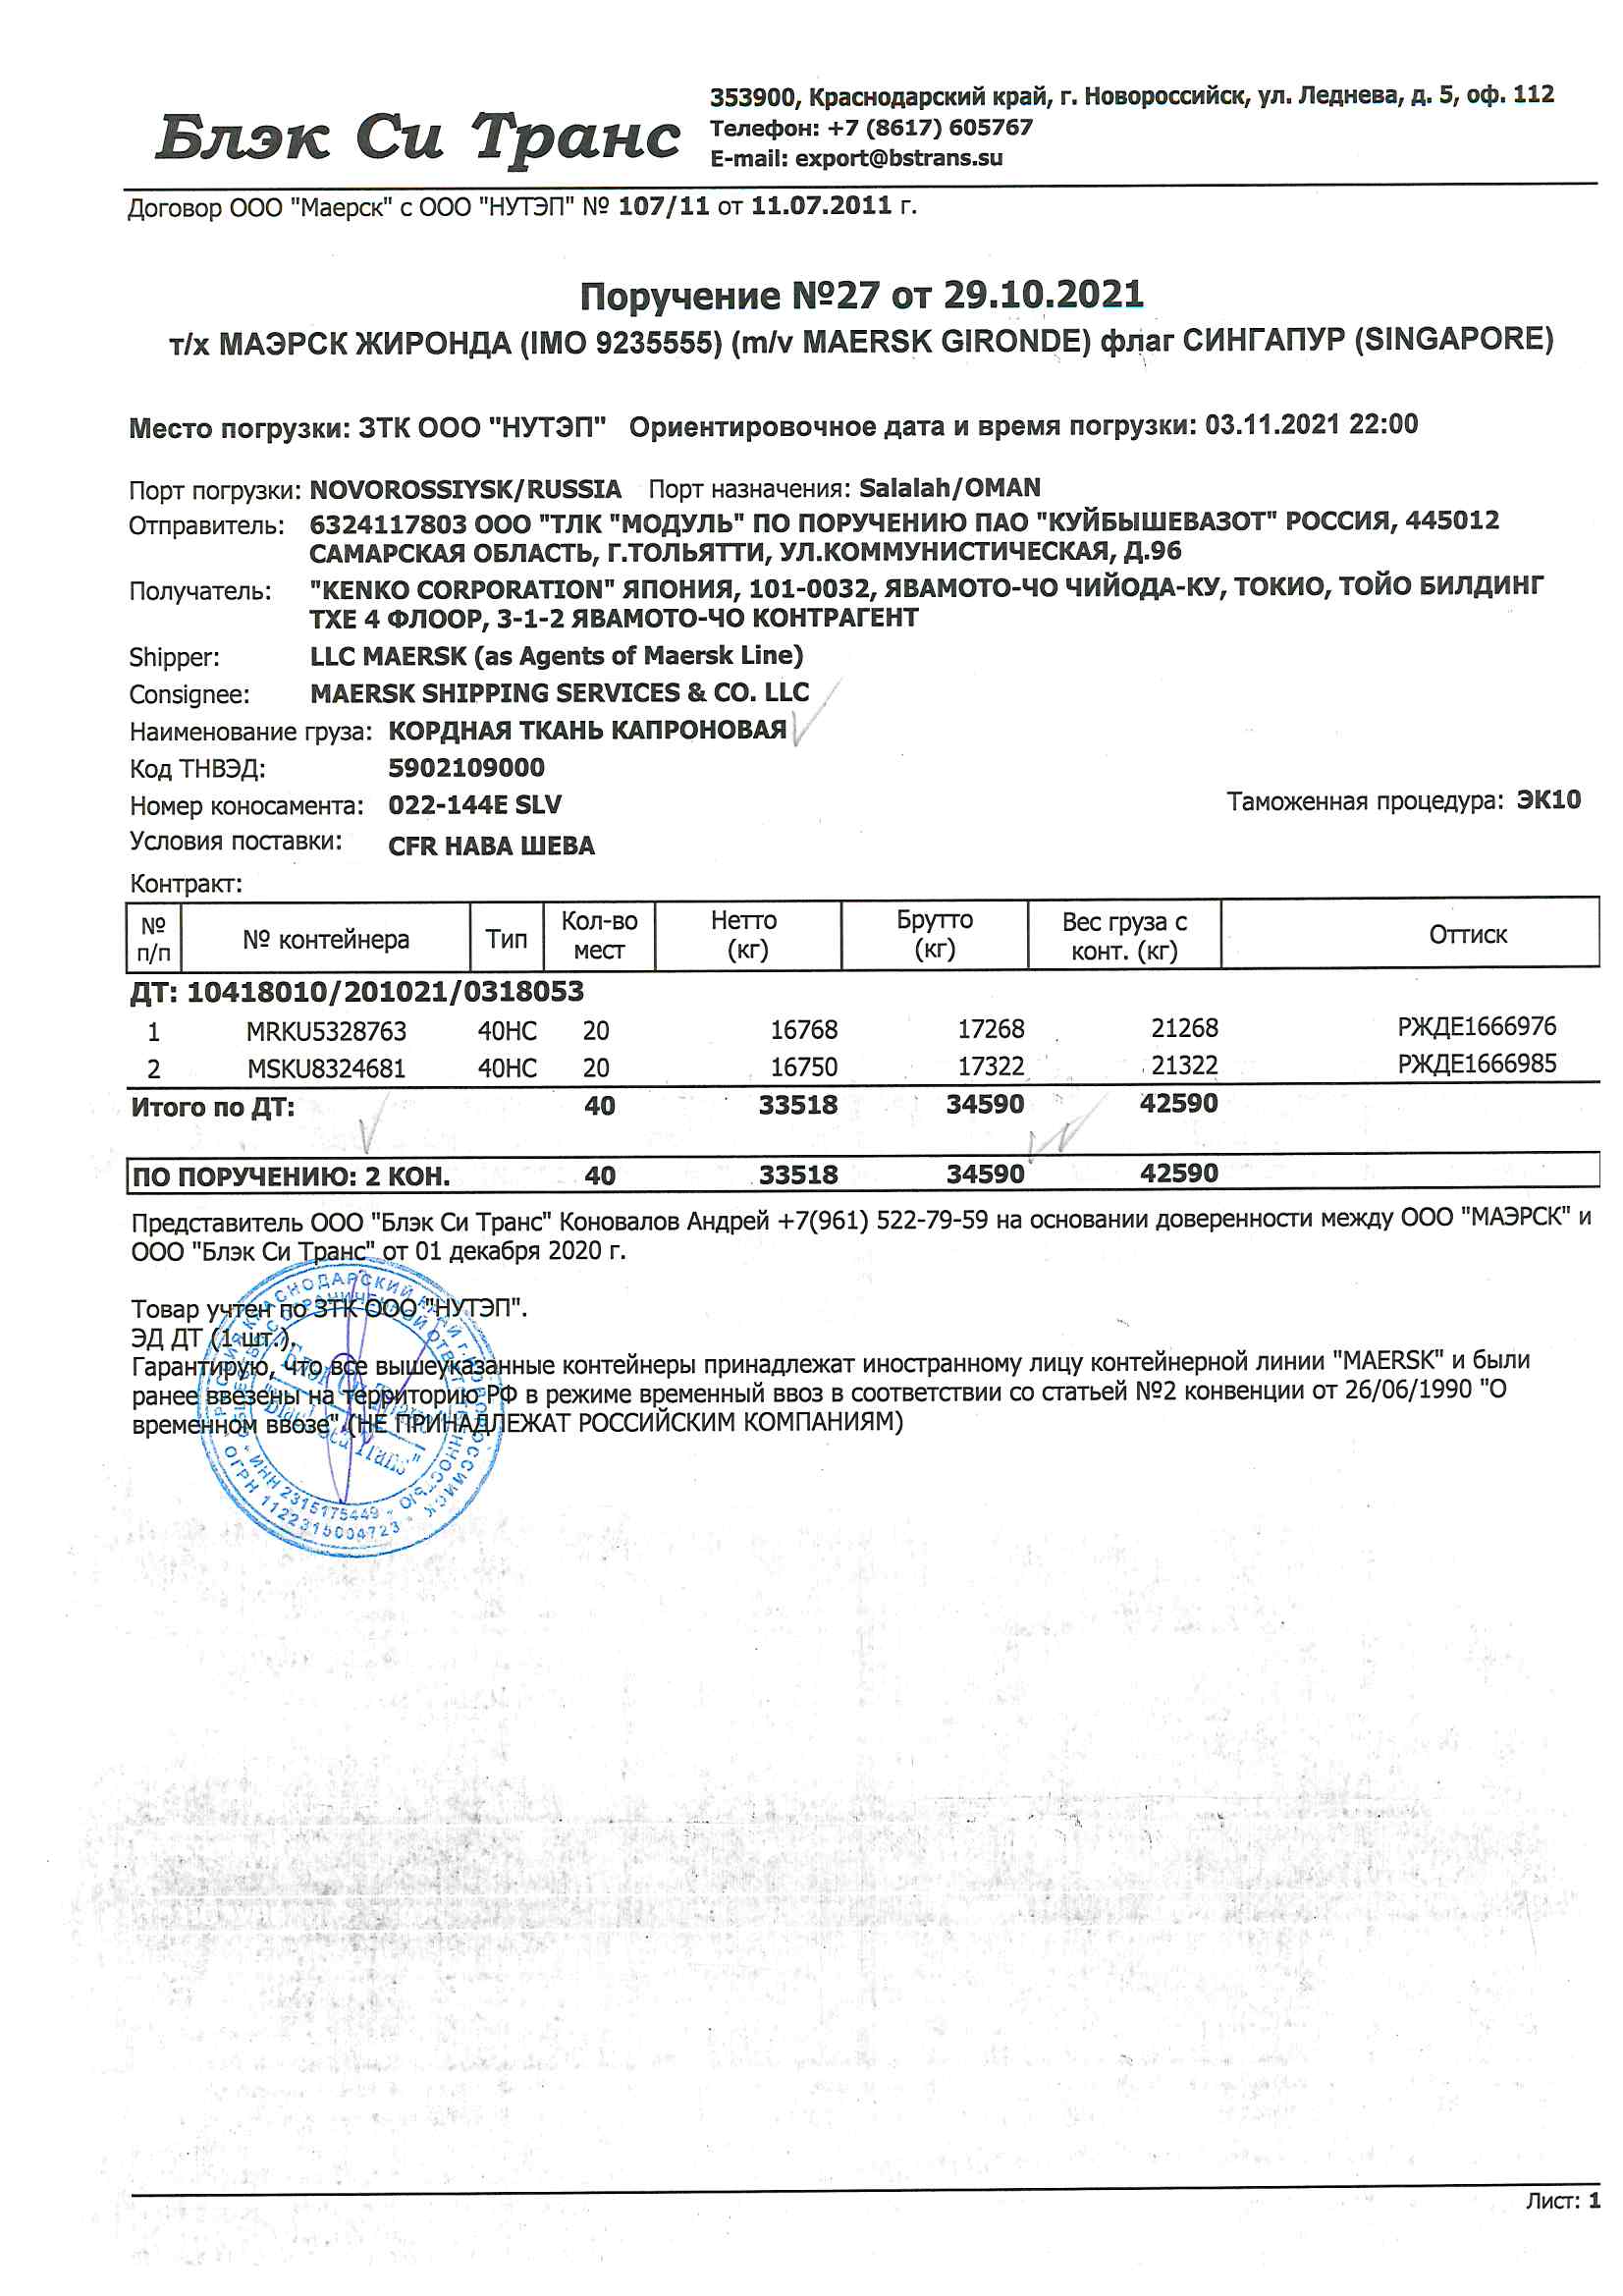 Блэк Си Транс
353900, Краснодарский край, г. Новороссийск, ул. Леднева, д. 5, оф. 112
Телефон: +7 (8617) 605767
E-mail: export@bstrans.su
Договор ООО "Маерск" с ООО "НУТЭП" № 107/11 от 11.07.2011 г.
Поручение №27 от 29.10.2021
т/х МАЭРСК ЖИРОНДА (IMO 9235555) (m/v MAERSK GIRONDE) флаг СИНГАПУР (SINGAPORE)
Место погрузки: ЗТК ООО "НУТЭП" Ориентировочное дата и время погрузки: 03.11.2021 22:00
Порт погрузки: NOVOROSSIYSK/RUSSIA Порт назначения: Salalah/OMAN
Отправитель: 6324117803 ООО "ТЛК "МОДУЛЬ" ПО ПОРУЧЕНИЮ ПАО "КУЙБЫШЕВАЗОТ" РОССИЯ, 445012
САМАРСКАЯ ОБЛАСТЬ, Г.ТОЛЬЯТТИ, УЛ.КОММУНИСТИЧЕСКАЯ, Д.96
Получатель: "KENKO CORPORATION" ЯПОНИЯ, 101-0032, ЯВАМОТО-ЧО ЧИЙОДА-КУ, ТОКИО, ТОЙО БИЛДИНГ
ТХЕ 4 ФЛООР, 3-1-2 ЯВАМОТО-ЧО КОНТРАГЕНТ
Shipper: LLC MAERSK (as Agents of Maersk Line)
Consignee: MAERSK SHIPPING SERVICES & CO. LLC
Наименование груза: КОРДНАЯ ТКАНЬ КАПРОНОВАЯ
Код ТНВЭД: 5902109000
Номер коносамента: 022-144E SLV Таможенная процедура: ЭК10
Условия поставки: CFR НАВА ШЕВА
Контракт:
№ п/п № контейнера Тип Кол-во мест Нетто (кг) Брутто (кг) Вес груза с конт. (кг) Оттиск
ДТ: 10418010/201021/0318053
1 MRKU5328763 40HC 20 16768 17268 21268 РЖДЕ1666976
2 MSKU8324681 40HC 20 16750 17322 21322 РЖДЕ1666985
Итого по ДТ: 40 33518 34590 42590
ПО ПОРУЧЕНИЮ: 2 КОН. 40 33518 34590 42590
Представитель ООО "Блэк Си Транс" Коновалов Андрей +7(961) 522-79-59 на основании доверенности между ООО "МАЭРСК" и
ООО "Блэк Си Транс" от 01 декабря 2020 г.
Товар учтен по ЗТК ООО "НУТЭП".
ЭД ДТ (1 шт.).
Гарантирую, что все вышеуказанные контейнеры принадлежат иностранному лицу контейнерной линии "MAERSK" и были
ранее ввезены на территорию РФ в режиме временный ввоз в соответствии со статьей №2 конвенции от 26/06/1990 "О
временном ввозе" (НЕ ПРИНАДЛЕЖАТ РОССИЙСКИМ КОМПАНИЯМ)
РОССИЯ КРАСНОДАРСКИЙ КРАЙ г. НОВОРОССИЙСК
ОБЩЕСТВО С ОГРАНИЧЕННОЙ ОТВЕТСТВЕННОСТЬЮ
Блэк Си Транс
"Black Sea Trans"
ИНН 2315175449
ОГРН 1122315004723
Лист: 1